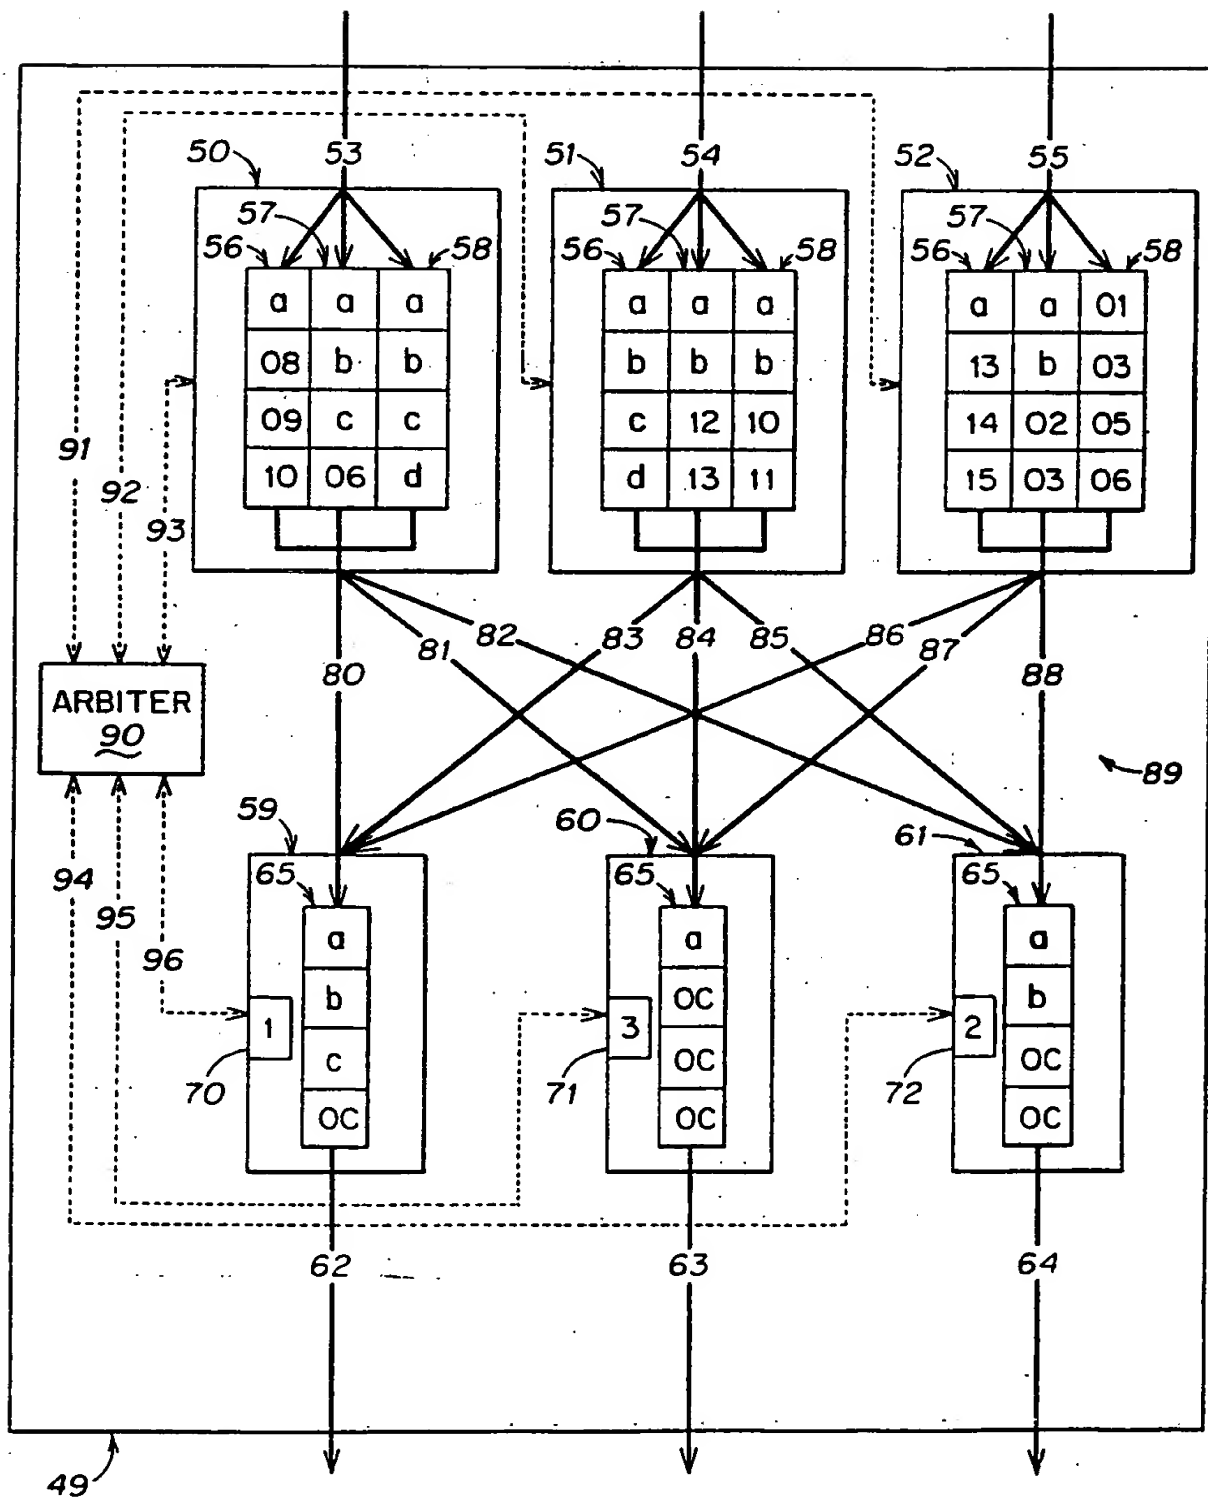 50 53 51 54 52 55
57 57 57
56 58 56 58 56 58
a a a a a a a a 01
08 b b b b b 13 b 03
09 c c c 12 10 14 02 05
10 06 d d 13 11 15 03 06
91
92
93
82 83 84 85 86
81 87
80 88
ARBITER
90
89
59 60 61
94 65 65 65
95
96
a a a
b OC b
1 3 2
c OC OC
70 71 72
OC OC OC
62 63 64
49